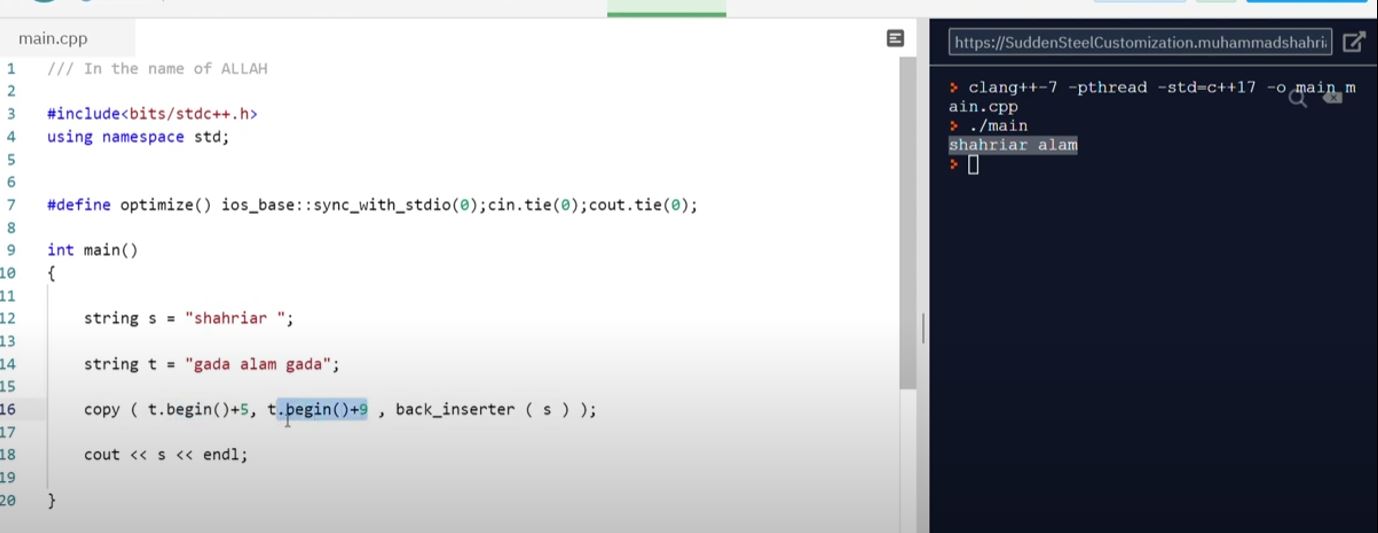 main.cpp
1 /// In the name of ALLAH
2
3 #include<bits/stdc++.h>
4 using namespace std;
5
6
7 #define optimize() ios_base::sync_with_stdio(0);cin.tie(0);cout.tie(0);
8
9 int main()
10 {
11
12 string s = "shahriar ";
13
14 string t = "gada alam gada";
15
16 copy ( t.begin()+5, t.begin()+9 , back_inserter ( s ) );
17
18 cout << s << endl;
19
20 }
https://SuddenSteelCustomization.muhammadshahri
> clang++-7 -pthread -std=c++17 -o main m
ain.cpp
> ./main
shahriar alam
>